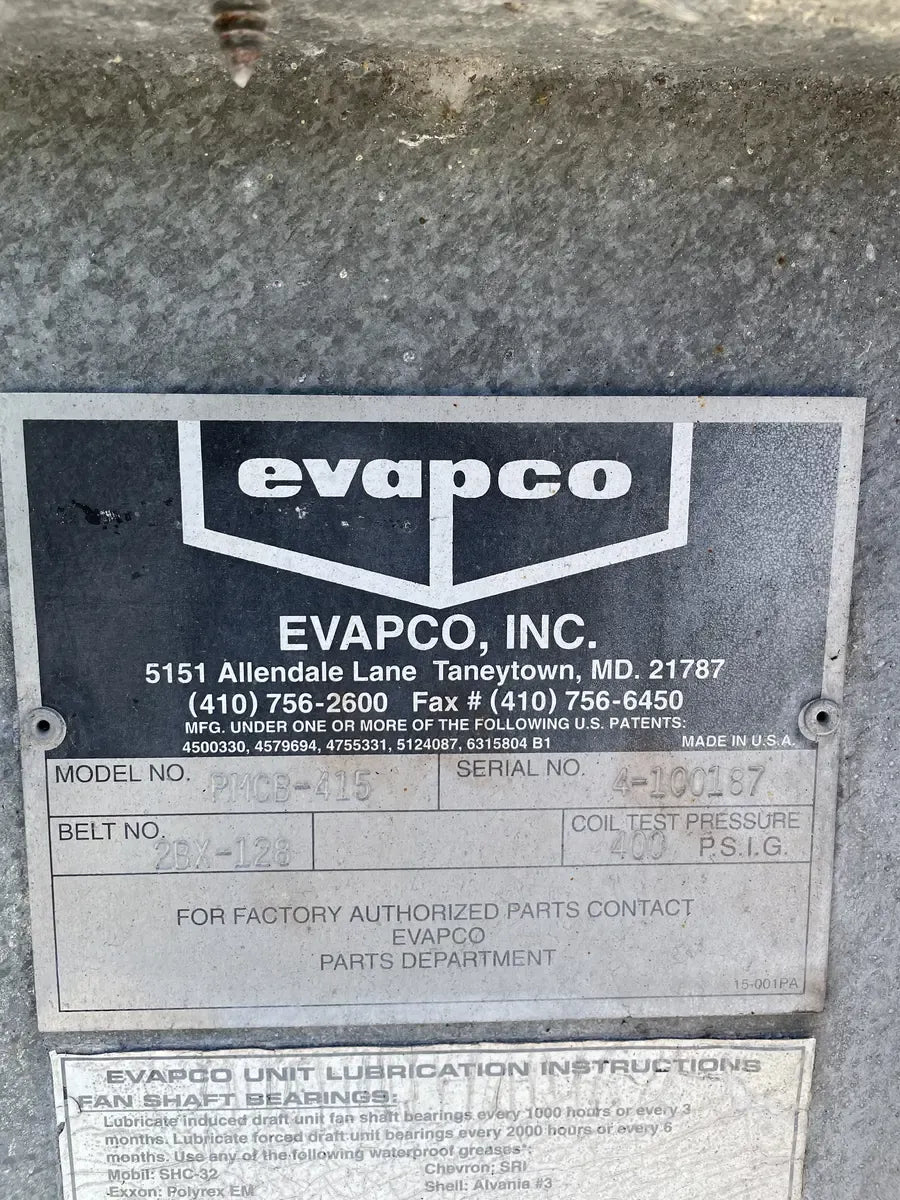 evapco
EVAPCO, INC.
5151 Allendale Lane Taneytown, MD. 21787
(410) 756-2600 Fax # (410) 756-6450
MFG. UNDER ONE OR MORE OF THE FOLLOWING U.S. PATENTS:
4500330, 4579694, 4755331, 5124087, 6315804 B1 MADE IN U.S.A.
MODEL NO. PMCB-415 SERIAL NO. 4-100187
BELT NO. 2BX-128 COIL TEST PRESSURE
400 P.S.I.G.
FOR FACTORY AUTHORIZED PARTS CONTACT
EVAPCO
PARTS DEPARTMENT
15-001PA
EVAPCO UNIT LUBRICATION INSTRUCTIONS
FAN SHAFT BEARINGS:
Lubricate induced draft unit fan shaft bearings every 1000 hours or every 3
months. Lubricate forced draft unit bearings every 2000 hours or every 6
months. Use any of the following waterproof greases*:
Mobil: SHC-32 Chevron: SRI
Exxon: Polyrex EM Shell: Alvania #3